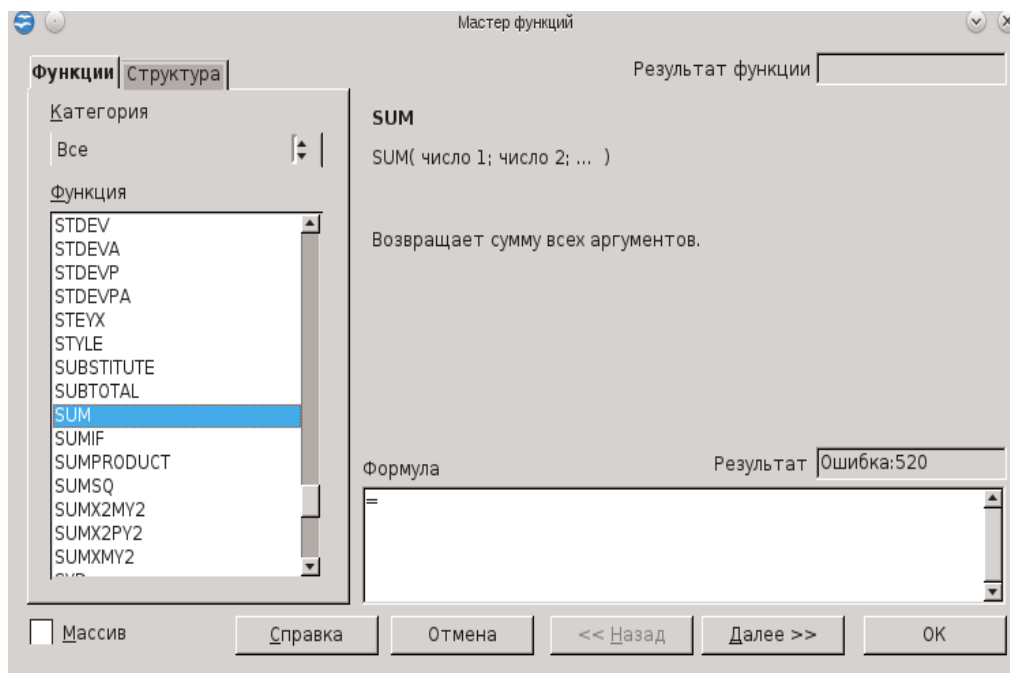 Мастер функций
Функции Структура
Результат функции
Категория
Все
Функция
STDEV
STDEVA
STDEVP
STDEVPA
STEYX
STYLE
SUBSTITUTE
SUBTOTAL
SUM
SUMIF
SUMPRODUCT
SUMSQ
SUMX2MY2
SUMX2PY2
SUMXMY2
SUM
SUM( число 1; число 2; ... )
Возвращает сумму всех аргументов.
Формула
Результат Ошибка:520
=
Массив
Справка
Отмена
<< Назад
Далее >>
OK